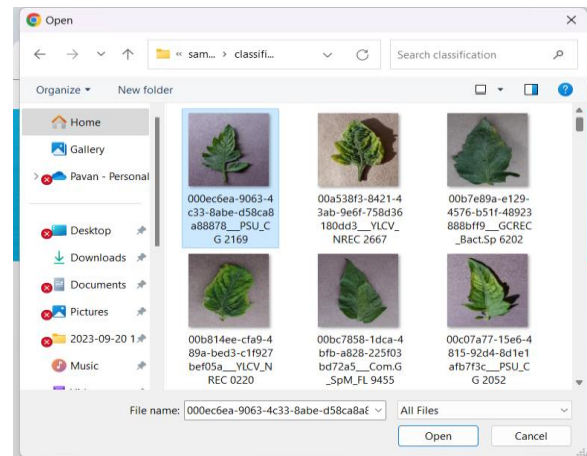 Open
« sam... > classifi...
Search classification
Organize
New folder
Home
Gallery
Pavan - Personal
Desktop
Downloads
Documents
Pictures
2023-09-20 1
Music
000ec6ea-9063-4
c33-8abe-d58ca8
a88878___PSU_C
G 2169
00a538f3-8421-4
3ab-9e6f-758d36
180dd3___YLCV_
NREC 2667
00b7e89a-e129-
4576-b51f-48923
888bff9___GCREC
_Bact.Sp 6202
00b814ee-cfa9-4
89a-bed3-c1f927
bef05a___YLCV_N
REC 0220
00bc7858-1dca-4
bfb-a828-225f03
bd72a5___Com.G
_SpM_FL 9455
00c07a77-15e6-4
815-92d4-8d1e1
afb7f3c___PSU_C
G 2052
File name:
000ec6ea-9063-4c33-8abe-d58ca8a8
All Files
Open
Cancel